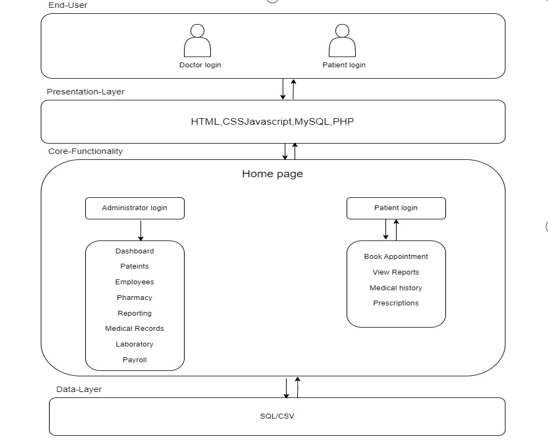 End-User
Doctor login
Patient login
Presentation-Layer
HTML,CSSJavascript,MySQL,PHP
Core-Functionality
Home page
Administrator login
Dashboard
Pateints
Employees
Pharmacy
Reporting
Medical Records
Laboratory
Payroll
Patient login
Book Appointment
View Reports
Medical history
Prescriptions
Data-Layer
SQL/CSV